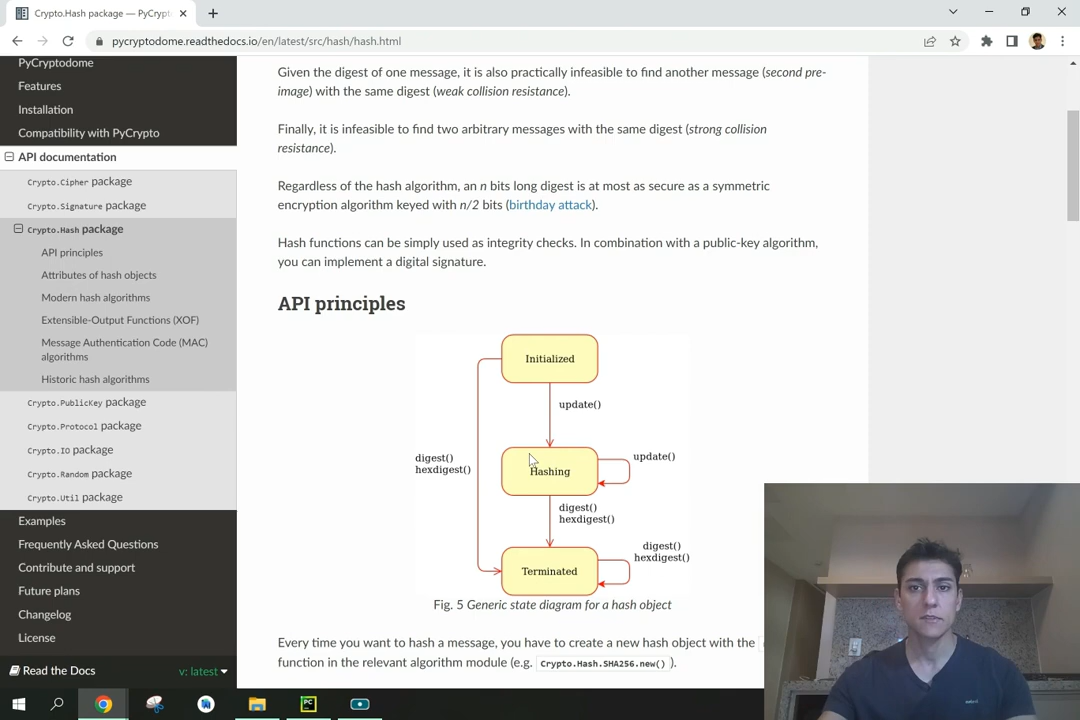 Crypto.Hash package — PyCrypt
pycryptodome.readthedocs.io/en/latest/src/hash/hash.html
PyCryptodome
Features
Installation
Compatibility with PyCrypto
API documentation
Crypto.Cipher package
Crypto.Signature package
Crypto.Hash package
API principles
Attributes of hash objects
Modern hash algorithms
Extensible-Output Functions (XOF)
Message Authentication Code (MAC)
algorithms
Historic hash algorithms
Crypto.PublicKey package
Crypto.Protocol package
Crypto.IO package
Crypto.Random package
Crypto.Util package
Examples
Frequently Asked Questions
Contribute and support
Future plans
Changelog
License
Read the Docs
v: latest
Given the digest of one message, it is also practically infeasible to find another message (second pre-
image) with the same digest (weak collision resistance).
Finally, it is infeasible to find two arbitrary messages with the same digest (strong collision
resistance).
Regardless of the hash algorithm, an n bits long digest is at most as secure as a symmetric
encryption algorithm keyed with n/2 bits (birthday attack).
Hash functions can be simply used as integrity checks. In combination with a public-key algorithm,
you can implement a digital signature.
API principles
Initialized
update()
digest()
hexdigest()
Hashing
update()
digest()
hexdigest()
Terminated
digest()
hexdigest()
Fig. 5 Generic state diagram for a hash object
Every time you want to hash a message, you have to create a new hash object with the
function in the relevant algorithm module (e.g. Crypto.Hash.SHA256.new() ).
PC